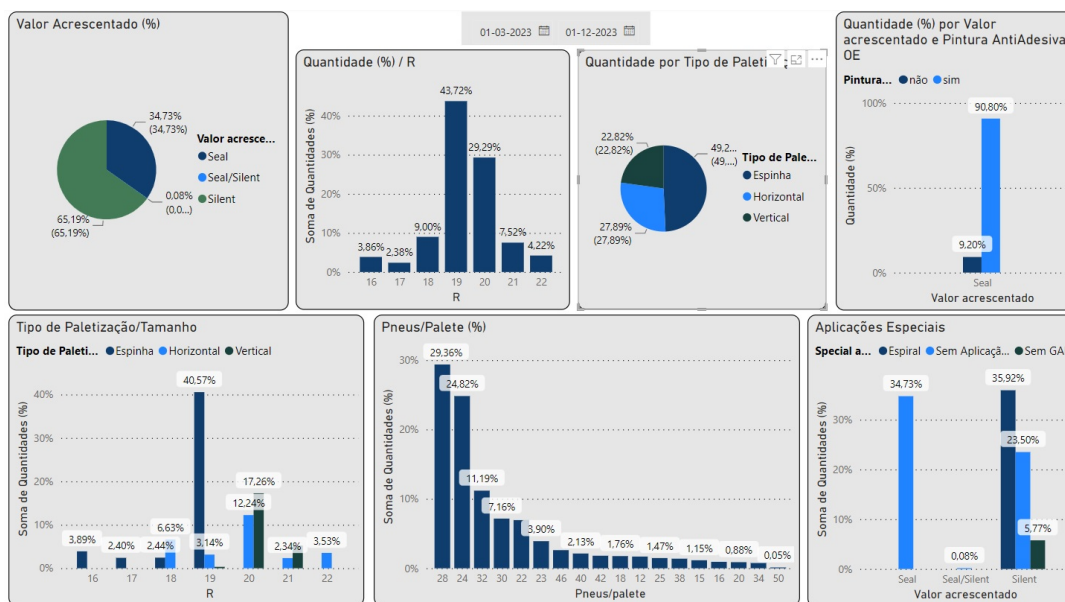 Valor Acrescentado (%)
34,73%
(34,73%)
0,08%
(0,0...)
65,19%
(65,19%)
Valor acresce...
Seal
Seal/Silent
Silent
01-03-2023
01-12-2023
Quantidade (%) / R
Soma de Quantidades (%)
40%
30%
20%
10%
0%
3,86%
2,38%
9,00%
43,72%
29,29%
7,52%
4,22%
16 17 18 19 20 21 22
R
Quantidade por Tipo de Paletiz
22,82%
(22,82%)
49,2...
(49,...)
27,89%
(27,89%)
Tipo de Pale...
Espinha
Horizontal
Vertical
Quantidade (%) por Valor
acrescentado e Pintura AntiAdesiva
OE
Pintura... não sim
Quantidade (%)
100%
50%
0%
90,80%
9,20%
Seal
Valor acrescentado
Tipo de Paletização/Tamanho
Tipo de Paleti... Espinha Horizontal Vertical
Soma de Quantidades (%)
40%
30%
20%
10%
0%
3,89%
2,40%
2,44%
6,63%
40,57%
3,14%
12,24%
17,26%
2,34%
3,53%
16 17 18 19 20 21 22
R
Pneus/Palete (%)
Soma de Quantidades (%)
30%
20%
10%
0%
29,36%
24,82%
11,19%
7,16%
3,90%
2,13%
1,76%
1,47%
1,15%
0,88%
0,05%
28 24 32 30 22 23 46 40 42 18 12 25 38 15 16 20 34 50
Pneus/palete
Aplicações Especiais
Special a... Espiral Sem Aplicaçã... Sem GA
Soma de Quantidades (%)
30%
20%
10%
0%
34,73%
0,08%
35,92%
23,50%
5,77%
Seal Seal/Silent Silent
Valor acrescentado